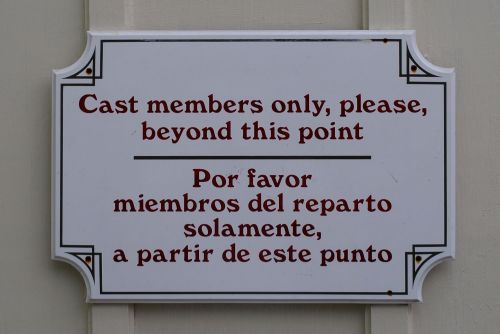 Cast members only, please,
beyond this point
Por favor
miembros del reparto
solamente,
a partir de este punto